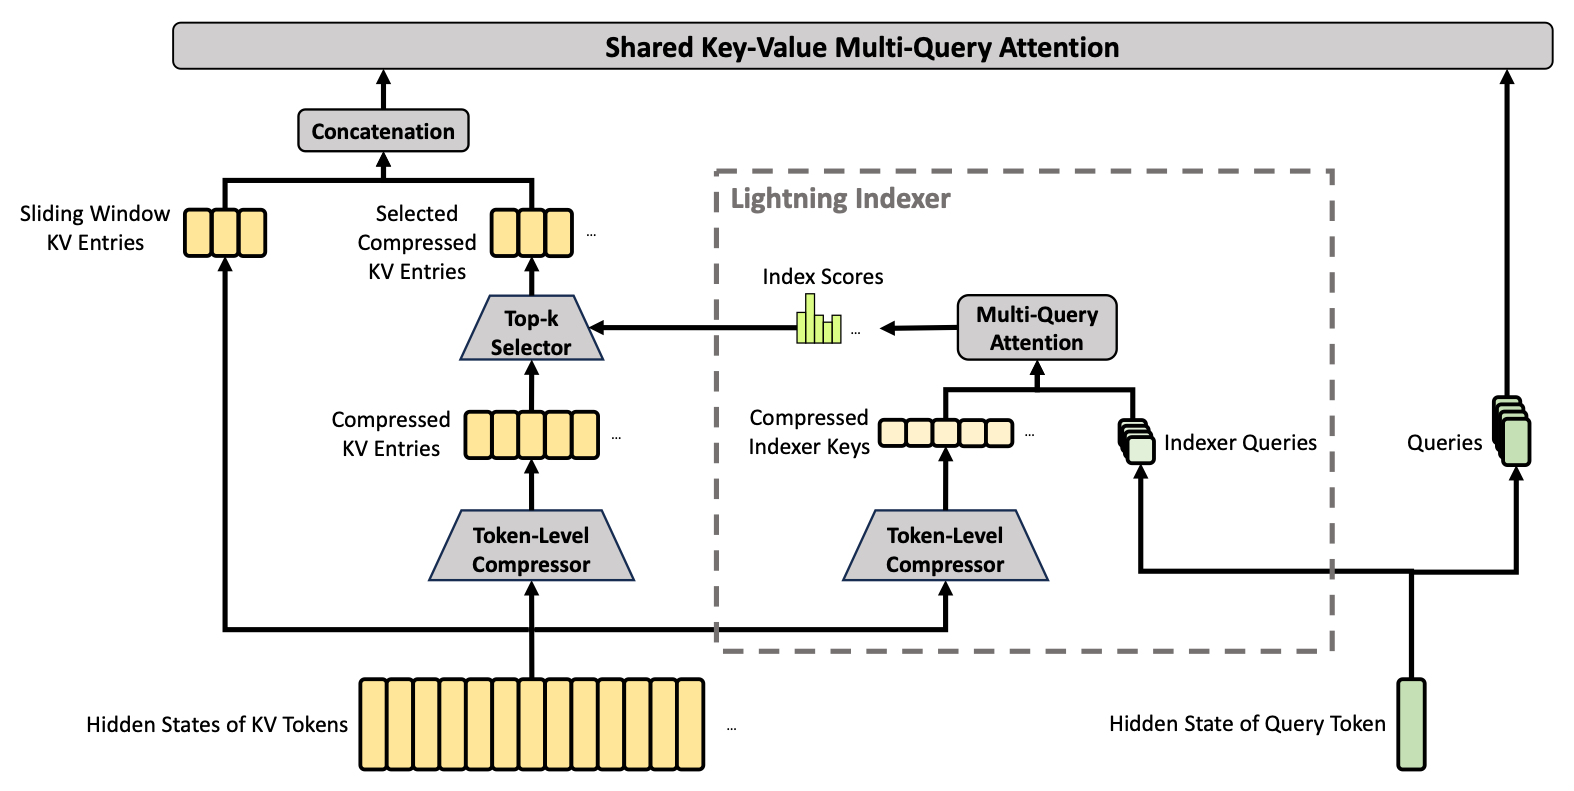 Shared Key-Value Multi-Query Attention
Concatenation
Sliding Window
KV Entries
Selected
Compressed
KV Entries
...
Lightning Indexer
Index Scores
...
Top-k
Selector
Multi-Query
Attention
Compressed
KV Entries
...
Compressed
Indexer Keys
...
Indexer Queries
Queries
Token-Level
Compressor
Token-Level
Compressor
Hidden States of KV Tokens
...
Hidden State of Query Token